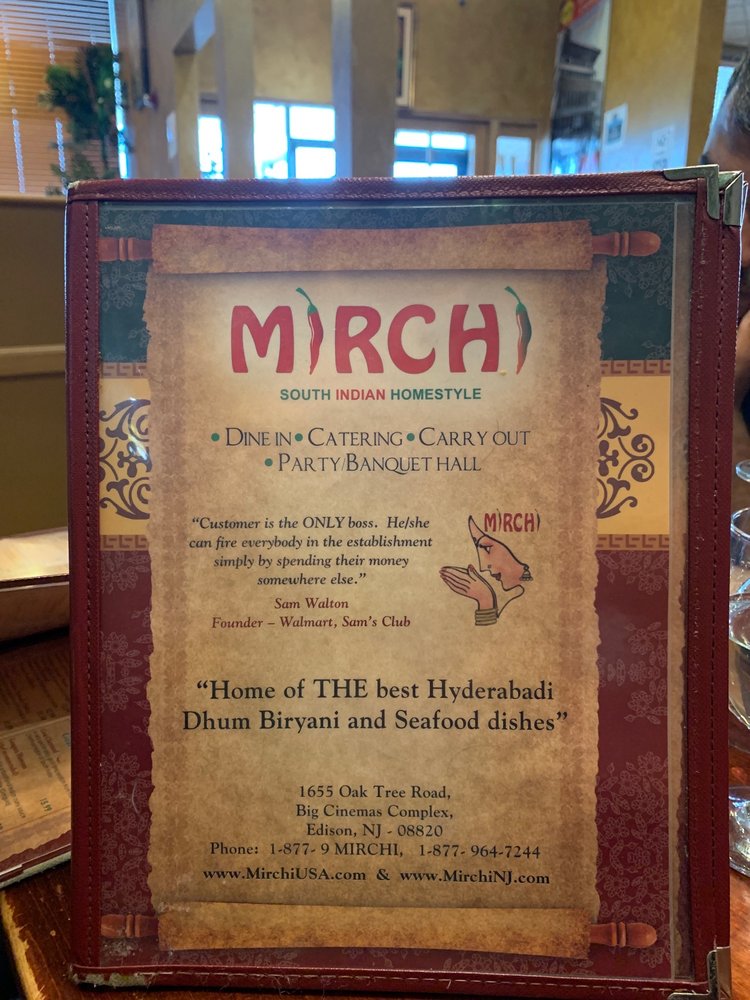 MIRCHI
SOUTH INDIAN HOMESTYLE
• DINE IN • CATERING • CARRY OUT
• PARTY/BANQUET HALL
“Customer is the ONLY boss. He/she
can fire everybody in the establishment
simply by spending their money
somewhere else.”
Sam Walton
Founder – Walmart, Sam's Club
MIRCHI
“Home of THE best Hyderabadi
Dhum Biryani and Seafood dishes”
1655 Oak Tree Road,
Big Cinemas Complex,
Edison, NJ - 08820
Phone: 1-877- 9 MIRCHI, 1-877- 964-7244
www.MirchiUSA.com & www.MirchiNJ.com